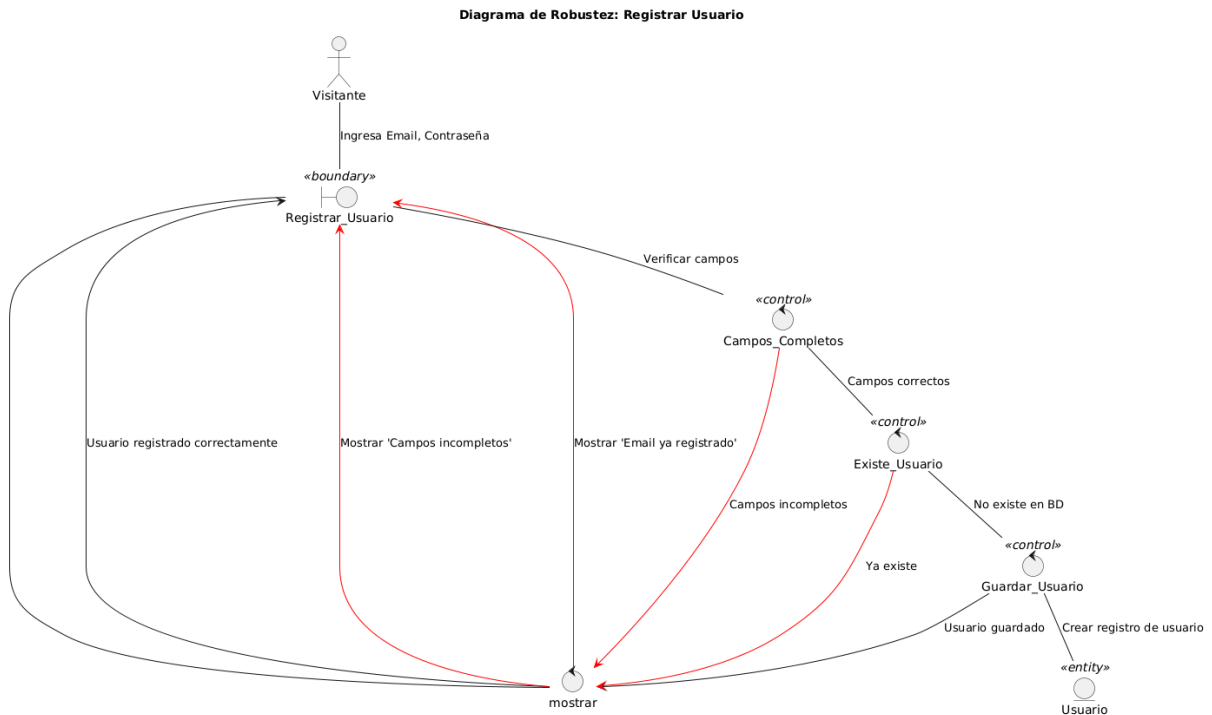 Diagrama de Robustez: Registrar Usuario
Visitante
Ingresa Email, Contraseña
«boundary»
Registrar_Usuario
Verificar campos
«control»
Campos_Completos
Campos correctos
«control»
Existe_Usuario
Usuario registrado correctamente
Mostrar 'Campos incompletos'
Mostrar 'Email ya registrado'
Campos incompletos
No existe en BD
«control»
Guardar_Usuario
Ya existe
Usuario guardado
Crear registro de usuario
«entity»
Usuario
mostrar